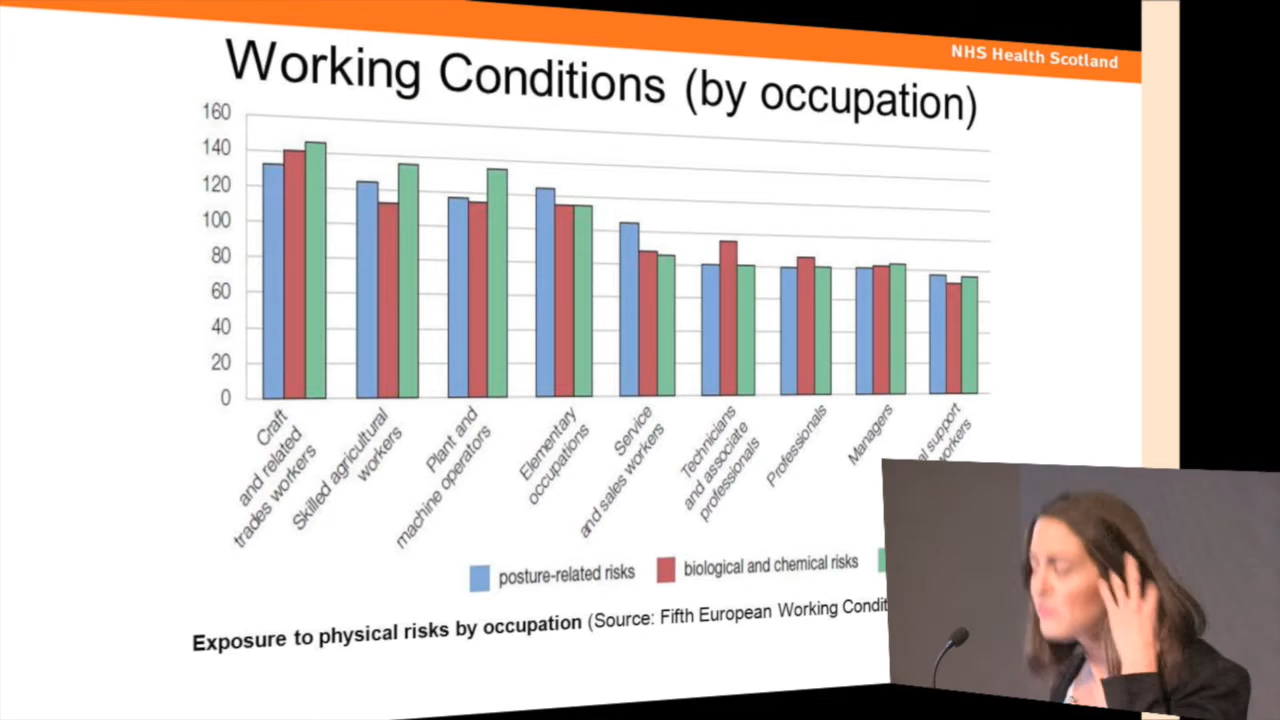 NHS Health Scotland
Working Conditions (by occupation)
160
140
120
100
80
60
40
20
0
Craft
and related
trades workers
Skilled agricultural
workers
Plant and
machine operators
Elementary
occupations
Service
and sales workers
Technicians
and associate
professionals
Professionals
Managers
support
posture-related risks
biological and chemical risks
Exposure to physical risks by occupation (Source: Fifth European Working